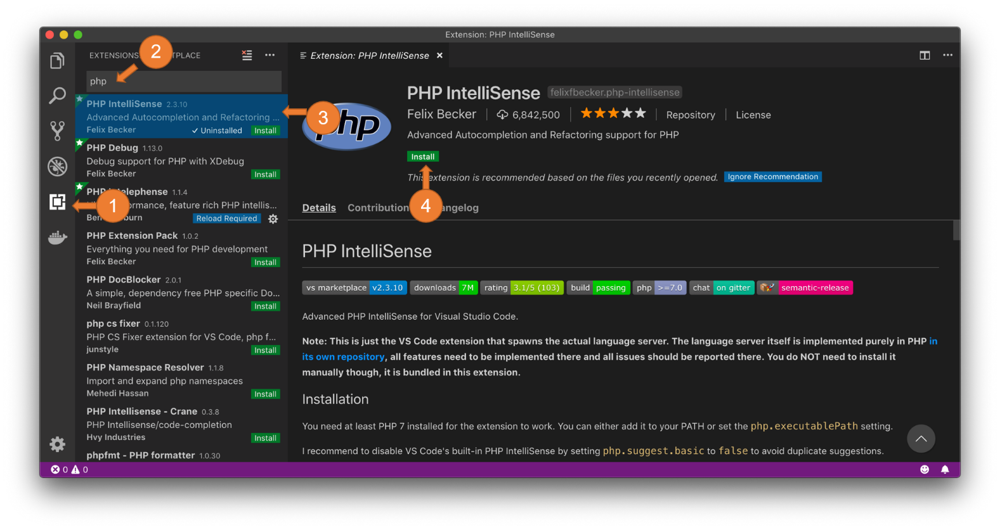 Extension: PHP IntelliSense
EXTENSIONS TPLACE
2
Extension: PHP IntelliSense
php
PHP IntelliSense 2.3.10
Advanced Autocompletion and Refactoring ...
Felix Becker Uninstalled Install
3
PHP Debug 1.13.0
Debug support for PHP with XDebug
Felix Becker Install
PHP elephense 1.1.4
ormance, feature rich PHP intellis...
Ben burn Reload Required
1
PHP Extension Pack 1.0.2
Everything you need for PHP development
Felix Becker Install
PHP DocBlocker 2.0.1
A simple, dependency free PHP specific Do...
Neil Brayfield Install
php cs fixer 0.1.120
PHP CS Fixer extension for VS Code, php f...
junstyle Install
PHP Namespace Resolver 1.1.8
Import and expand php namespaces
Mehedi Hassan Install
PHP Intellisense - Crane 0.3.8
PHP Intellisense/code-completion
Hvy Industries Install
phpfmt - PHP formatter 1.0.30
php
PHP IntelliSense felixfbecker.php-intellisense
Felix Becker 6,842,500 Repository License
Advanced Autocompletion and Refactoring support for PHP
Install
This extension is recommended based on the files you recently opened. Ignore Recommendation
4
Details Contribution angelog
PHP IntelliSense
vs marketplace v2.3.10 downloads 7M rating 3.1/5 (103) build passing php >=7.0 chat on gitter semantic-release
Advanced PHP IntelliSense for Visual Studio Code.
Note: This is just the VS Code extension that spawns the actual language server. The language server itself is implemented purely in PHP in
its own repository, all features need to be implemented there and all issues should be reported there. You do NOT need to install it
manually though, it is bundled in this extension.
Installation
You need at least PHP 7 installed for the extension to work. You can either add it to your PATH or set the php.executablePath setting.
I recommend to disable VS Code's built-in PHP IntelliSense by setting php.suggest.basic to false to avoid duplicate suggestions.
0 0